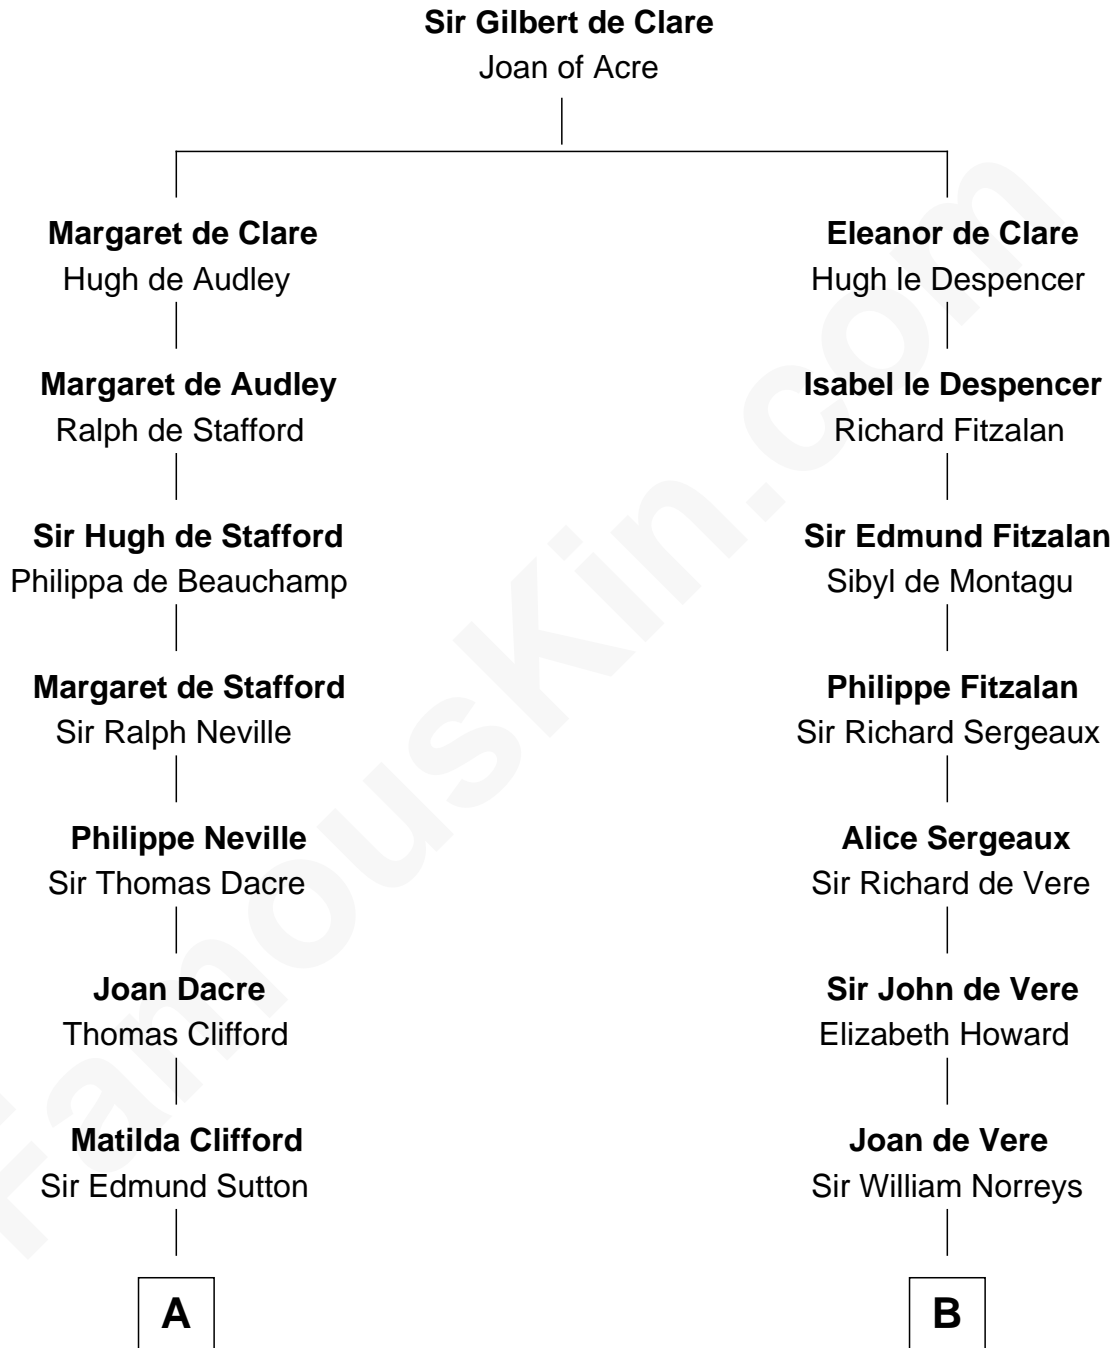 Sir Gilbert de Clare
Joan of Acre
Margaret de Clare
Hugh de Audley
Margaret de Audley
Ralph de Stafford
Sir Hugh de Stafford
Philippa de Beauchamp
Margaret de Stafford
Sir Ralph Neville
Philippe Neville
Sir Thomas Dacre
Joan Dacre
Thomas Clifford
Matilda Clifford
Sir Edmund Sutton
A
Eleanor de Clare
Hugh le Despencer
Isabel le Despencer
Richard Fitzalan
Sir Edmund Fitzalan
Sibyl de Montagu
Philippe Fitzalan
Sir Richard Sergeaux
Alice Sergeaux
Sir Richard de Vere
Sir John de Vere
Elizabeth Howard
Joan de Vere
Sir William Norreys
B
FamousKin.com